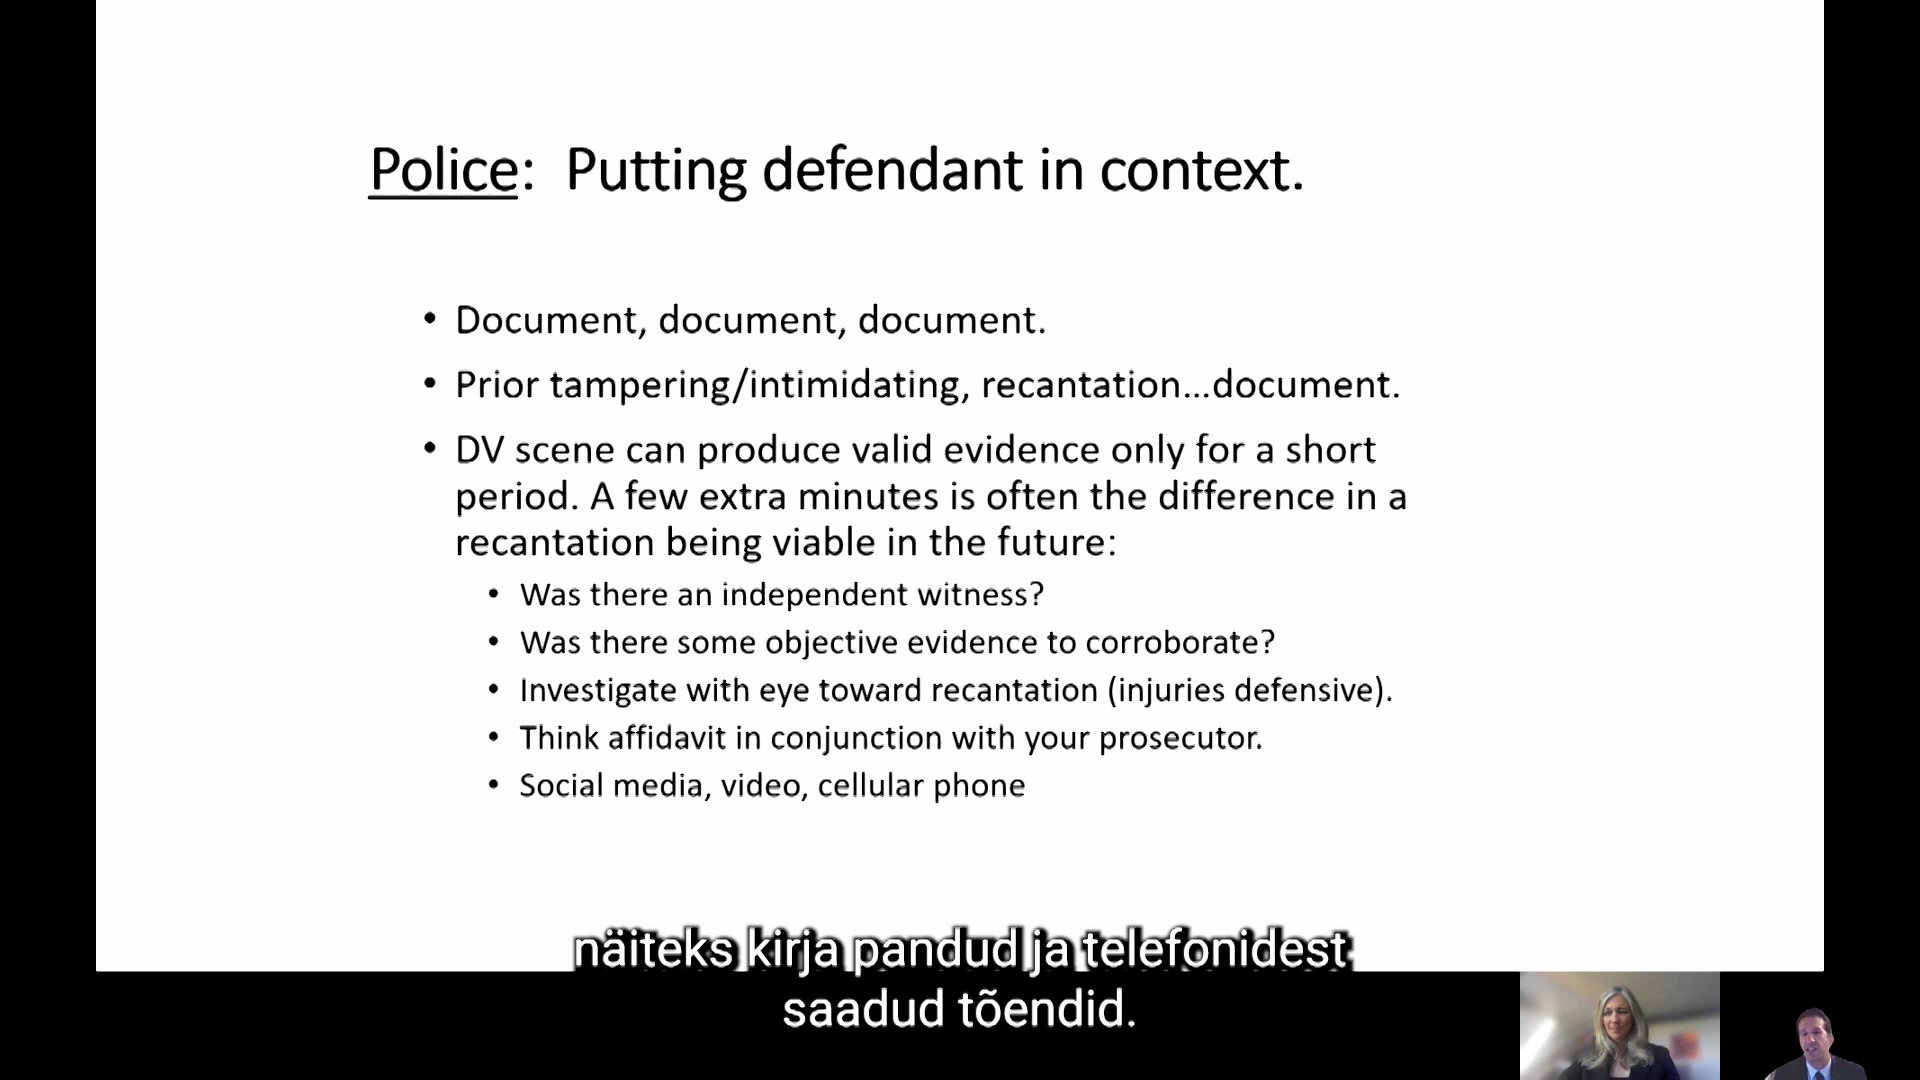 Police:  Putting defendant in context.
• Document, document, document.
• Prior tampering/intimidating, recantation...document.
• DV scene can produce valid evidence only for a short
period. A few extra minutes is often the difference in a
recantation being viable in the future:
• Was there an independent witness?
• Was there some objective evidence to corroborate?
• Investigate with eye toward recantation (injuries defensive).
• Think affidavit in conjunction with your prosecutor.
• Social media, video, cellular phone
näiteks kirja pandud ja telefonidest
saadud tõendid.